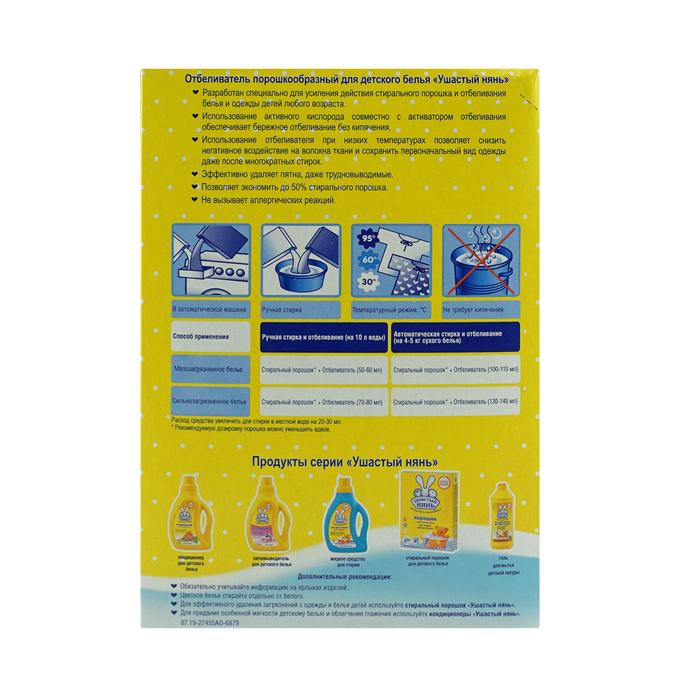 Отбеливатель порошкообразный для детского белья «Ушастый нянь»
Разработан специально для усиления действия стирального порошка и отбеливания
белья и одежды детей любого возраста.
Использование активного кислорода совместно с активатором отбеливания
обеспечивает бережное отбеливание без кипячения.
Использование отбеливателя при низких температурах позволяет снизить
негативное воздействие на волокна ткани и сохранить первоначальный вид одежды
даже после многократных стирок.
Эффективно удаляет пятна, даже трудновыводимые.
Позволяет экономить до 50% стирального порошка.
Не вызывает аллергических реакций.
95°
60°
30°
В автоматической машине
Ручная стирка
Температурный режим, °С
Не требует кипячения
Способ применения
Ручная стирка и отбеливание (на 10 л воды)
Автоматическая стирка и отбеливание
(на 4-5 кг сухого белья)
Малозагрязненное белье
Стиральный порошок* + Отбеливатель (50-60 мл)
Стиральный порошок* + Отбеливатель (100-110 мл)
Сильнозагрязненное белье
Стиральный порошок* + Отбеливатель (70-80 мл)
Стиральный порошок* + Отбеливатель (130-140 мл)
Расход средства увеличить для стирки в жесткой воде на 20-30 мл.
* Рекомендуемую дозировку порошка можно уменьшить вдвое.
Продукты серии «Ушастый нянь»
УШАСТЫЙ
НЯНЬ
порошок
кондиционер
для детского
белья
пятновыводитель
для детского белья
жидкое средство
для стирки
стиральный порошок
для детского белья
гель
для мытья
детской посуды
Дополнительные рекомендации:
Обязательно учитывайте информацию на ярлыках изделий.
Цветное белье стирайте отдельно от белого.
Для эффективного удаления загрязнений с одежды и белья детей используйте стиральный порошок «Ушастый нянь».
Для придания особенной мягкости детскому белью и облегчения глажения используйте кондиционеры «Ушастый нянь».
07.19-27455АО-6879